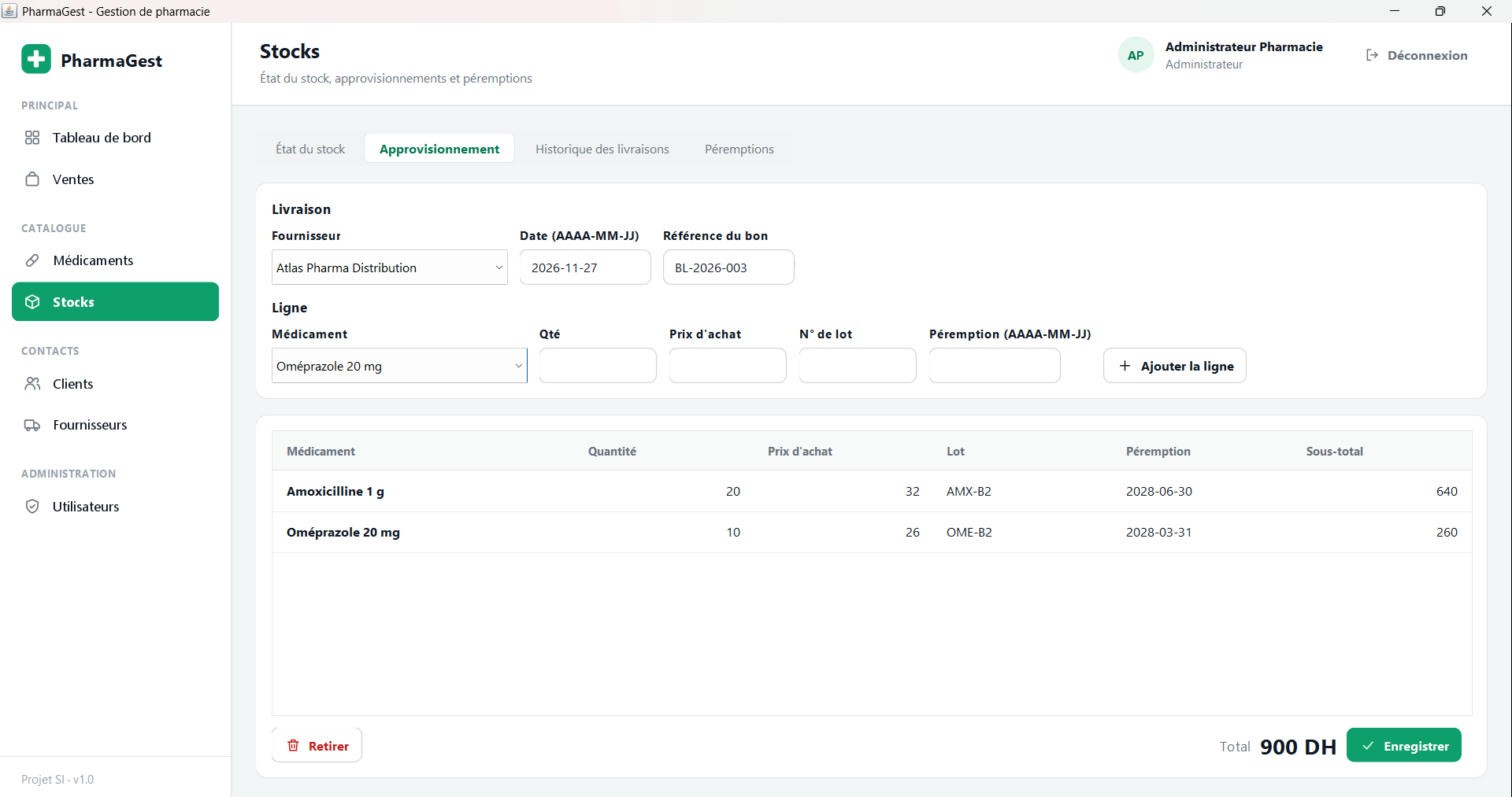 PharmaGest - Gestion de pharmacie
PharmaGest
PRINCIPAL
Tableau de bord
Ventes
CATALOGUE
Médicaments
Stocks
CONTACTS
Clients
Fournisseurs
ADMINISTRATION
Utilisateurs
Projet SI - v1.0
Stocks
État du stock, approvisionnements et péremptions
AP
Administrateur Pharmacie
Administrateur
Déconnexion
État du stock Approvisionnement Historique des livraisons Péremptions
Livraison
Fournisseur Date (AAAA-MM-JJ) Référence du bon
Atlas Pharma Distribution 2026-11-27 BL-2026-003
Ligne
Médicament Qté Prix d'achat N° de lot Péremption (AAAA-MM-JJ)
Oméprazole 20 mg + Ajouter la ligne
Médicament Quantité Prix d'achat Lot Péremption Sous-total
Amoxicilline 1 g 20 32 AMX-B2 2028-06-30 640
Oméprazole 20 mg 10 26 OME-B2 2028-03-31 260
Retirer Total 900 DH Enregistrer